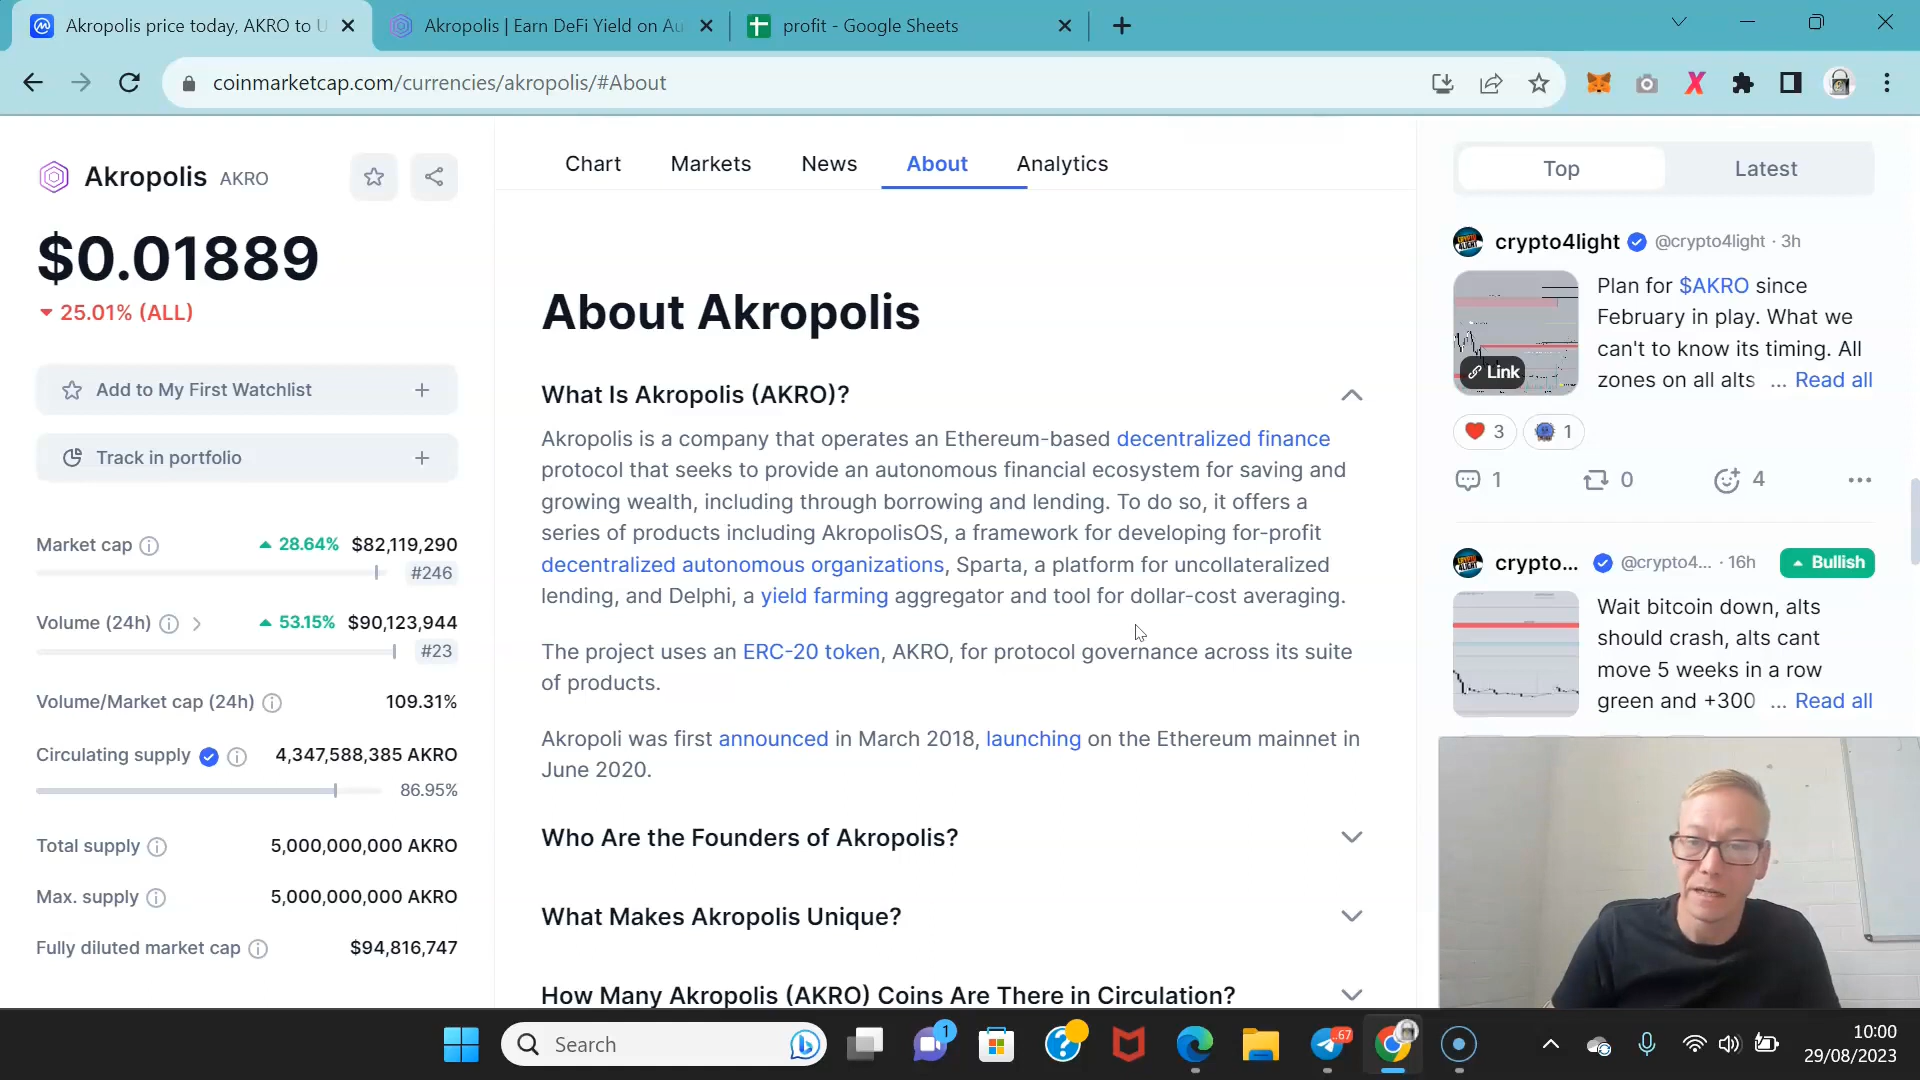 Akropolis price today, AKRO to U
Akropolis | Earn DeFi Yield on Au
profit - Google Sheets
coinmarketcap.com/currencies/akropolis/#About
Akropolis AKRO
$0.01889
25.01% (ALL)
Add to My First Watchlist
Track in portfolio
Market cap 28.64% $82,119,290
#246
Volume (24h) 53.15% $90,123,944
#23
Volume/Market cap (24h) 109.31%
Circulating supply 4,347,588,385 AKRO
86.95%
Total supply 5,000,000,000 AKRO
Max. supply 5,000,000,000 AKRO
Fully diluted market cap $94,816,747
Chart Markets News About Analytics
About Akropolis
What Is Akropolis (AKRO)?
Akropolis is a company that operates an Ethereum-based decentralized finance
protocol that seeks to provide an autonomous financial ecosystem for saving and
growing wealth, including through borrowing and lending. To do so, it offers a
series of products including AkropolisOS, a framework for developing for-profit
decentralized autonomous organizations, Sparta, a platform for uncollateralized
lending, and Delphi, a yield farming aggregator and tool for dollar-cost averaging.
The project uses an ERC-20 token, AKRO, for protocol governance across its suite
of products.
Akropoli was first announced in March 2018, launching on the Ethereum mainnet in
June 2020.
Who Are the Founders of Akropolis?
What Makes Akropolis Unique?
How Many Akropolis (AKRO) Coins Are There in Circulation?
Top Latest
crypto4light @crypto4light · 3h
Plan for $AKRO since
February in play. What we
can't to know its timing. All
zones on all alts ... Read all
Link
3 1
1 0 4
crypto... @crypto4... · 16h Bullish
Wait bitcoin down, alts
should crash, alts cant
move 5 weeks in a row
green and +300 ... Read all
Search
1
67
10:00
29/08/2023